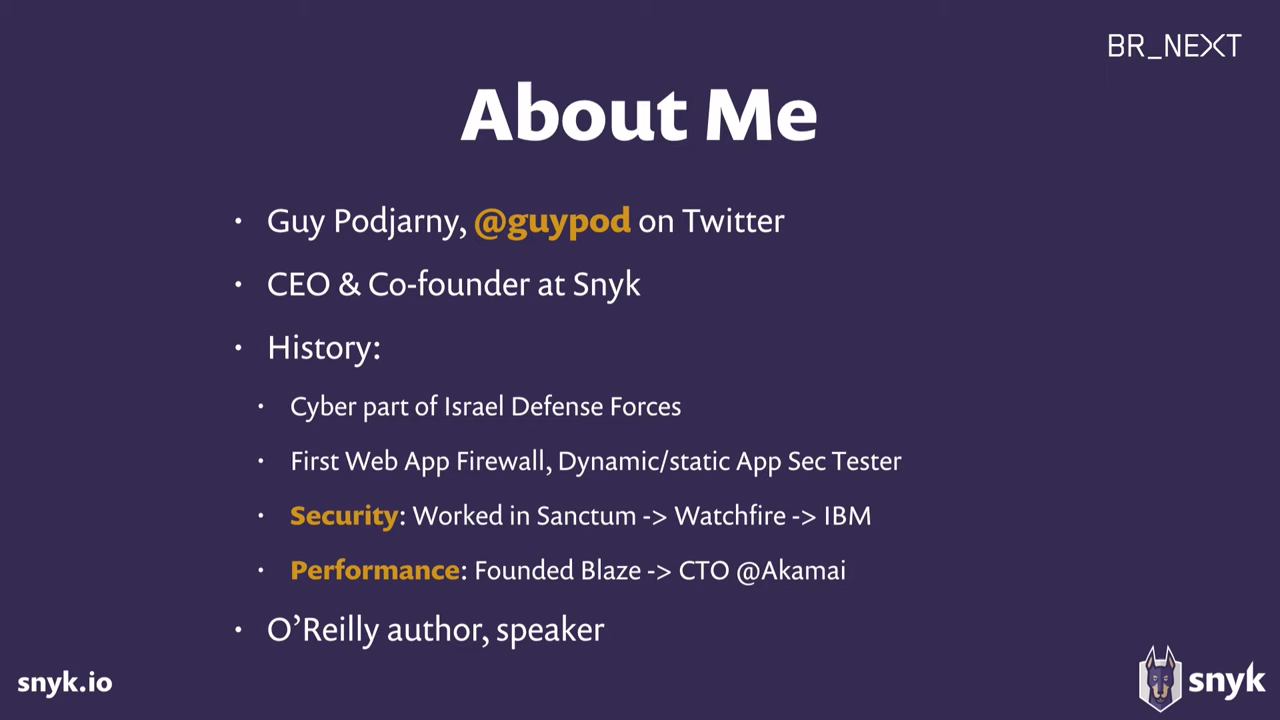 BR_NEXT
About Me
• Guy Podjarny, @guypod on Twitter
• CEO & Co-founder at Snyk
• History:
• Cyber part of Israel Defense Forces
• First Web App Firewall, Dynamic/static App Sec Tester
• Security: Worked in Sanctum -> Watchfire -> IBM
• Performance: Founded Blaze -> CTO @Akamai
• O’Reilly author, speaker
snyk.io
snyk